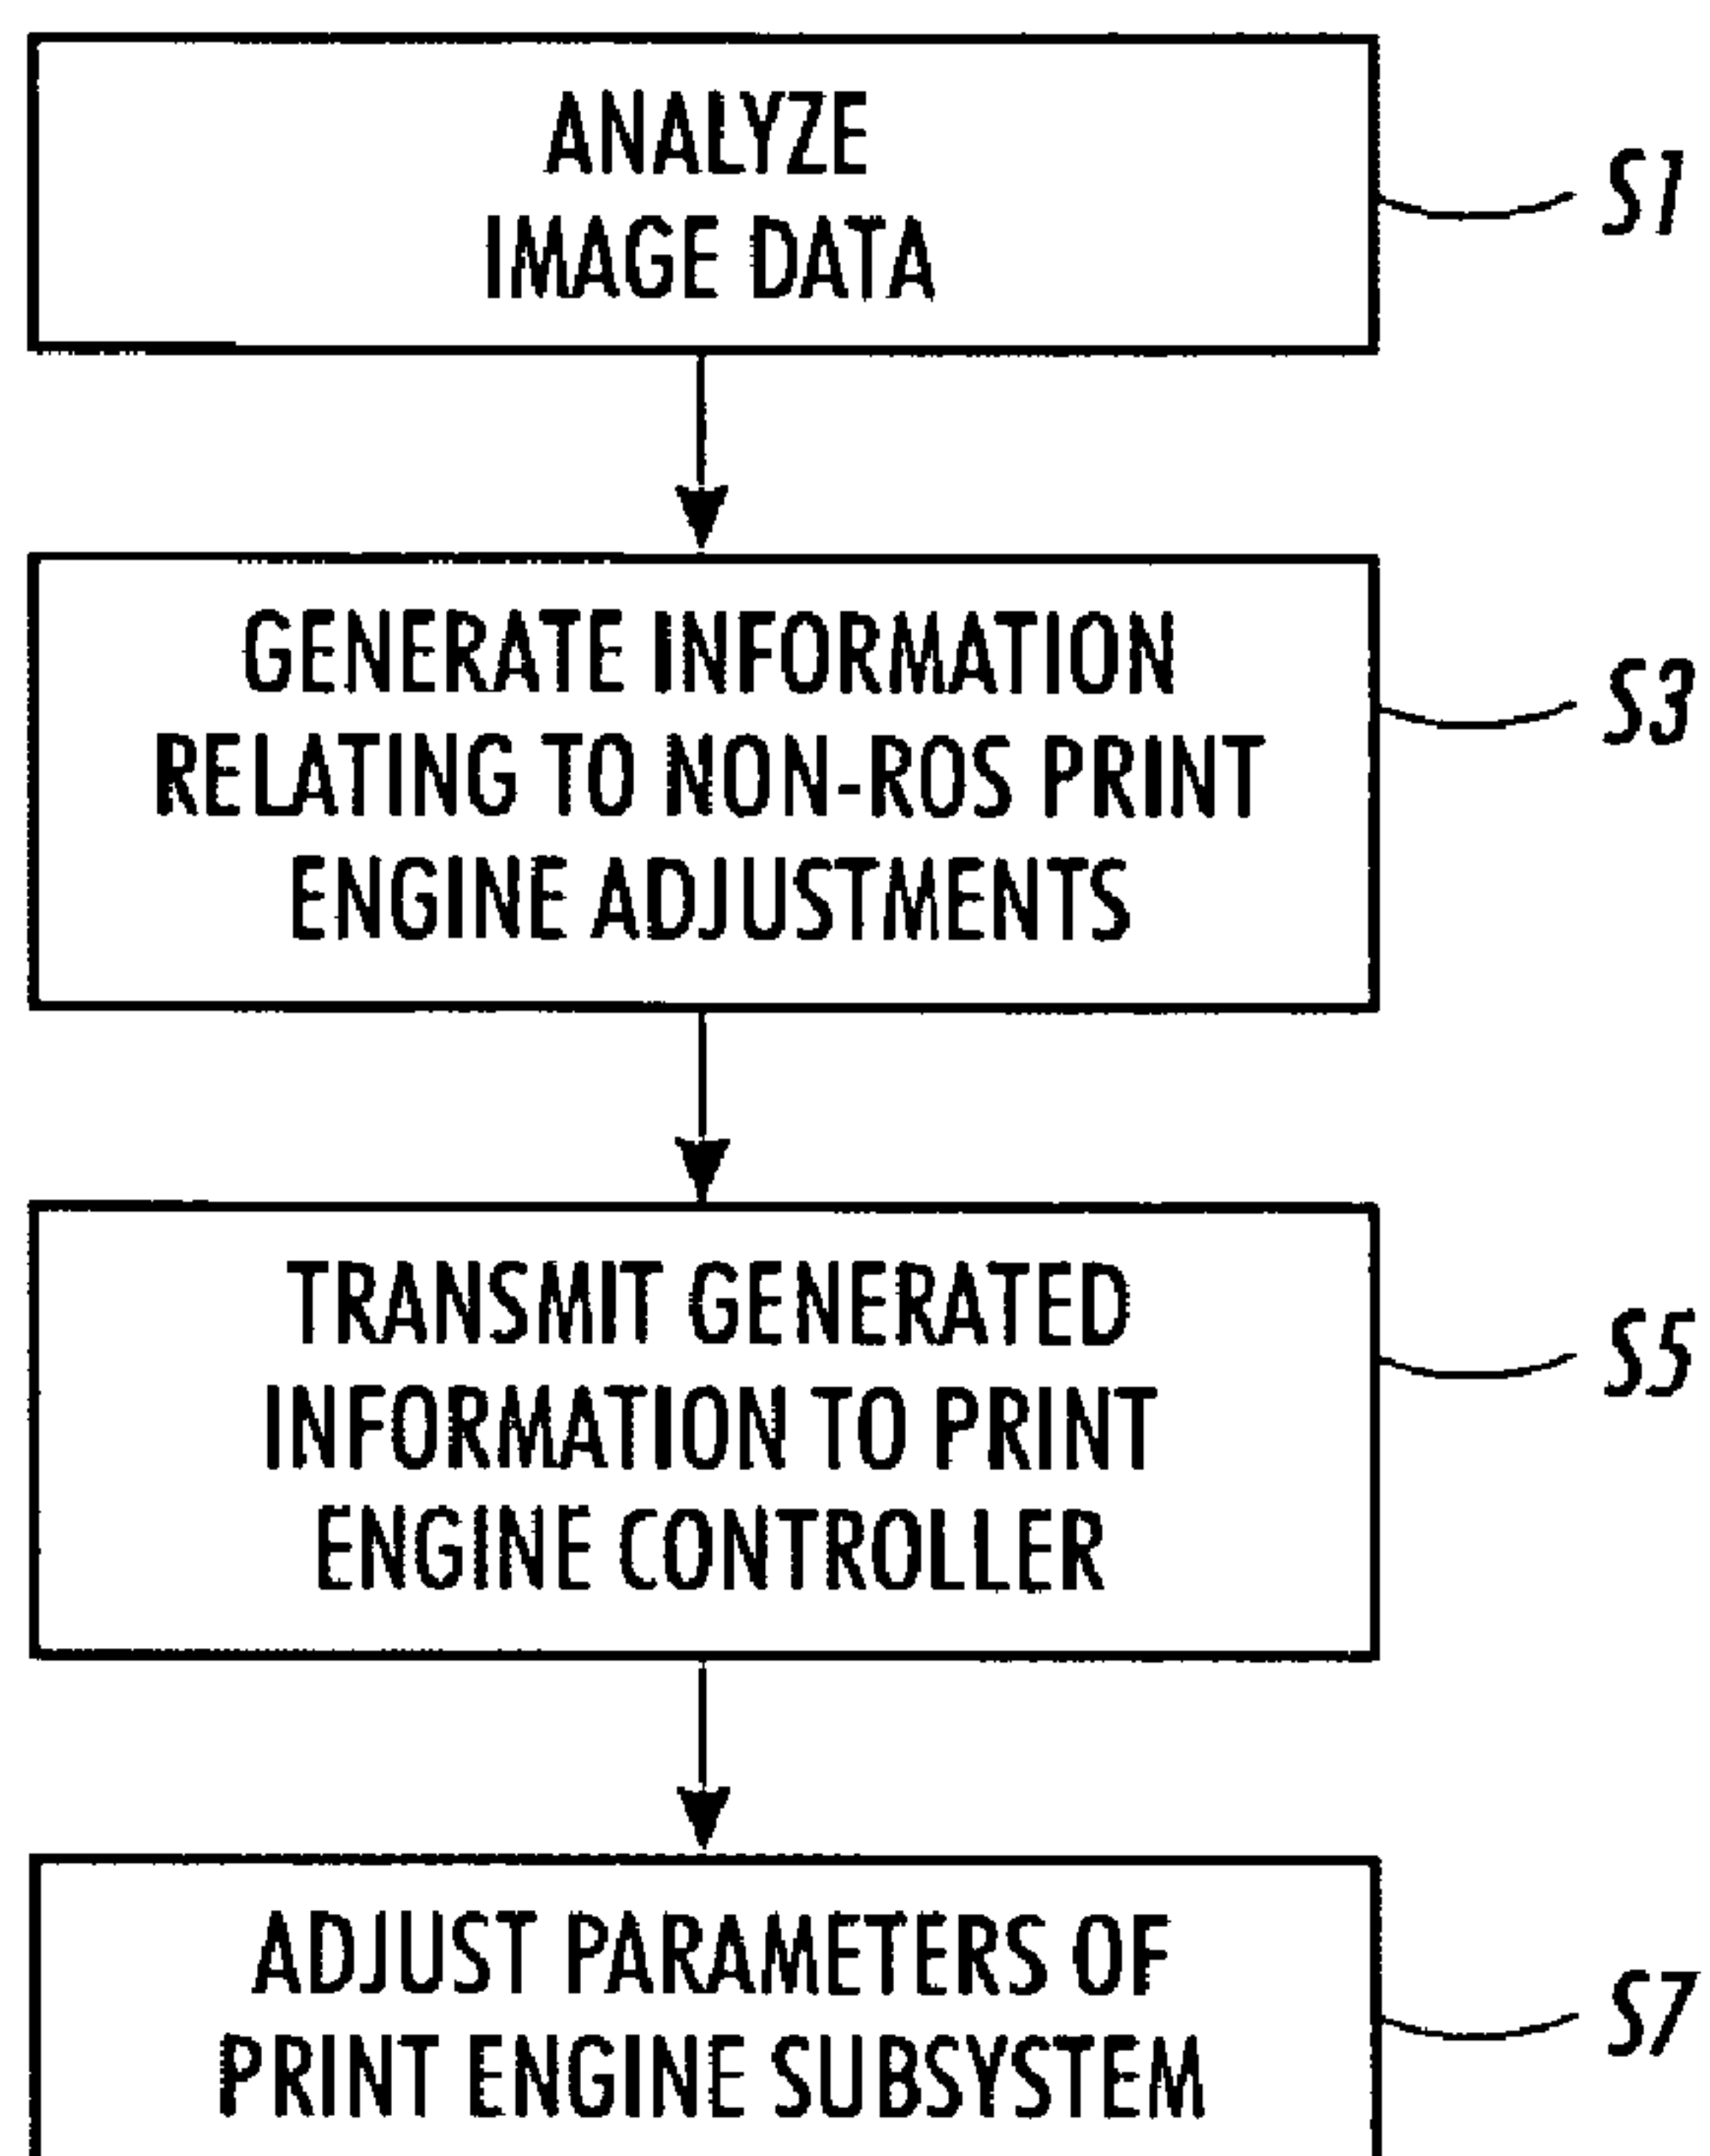 ANALYZE
IMAGE DATA
S1
GENERATE INFORMATION
RELATING TO NON-ROS PRINT
ENGINE ADJUSTMENTS
S3
TRANSMIT GENERATED
INFORMATION TO PRINT
ENGINE CONTROLLER
S5
ADJUST PARAMETERS OF
PRINT ENGINE SUBSYSTEM
S7